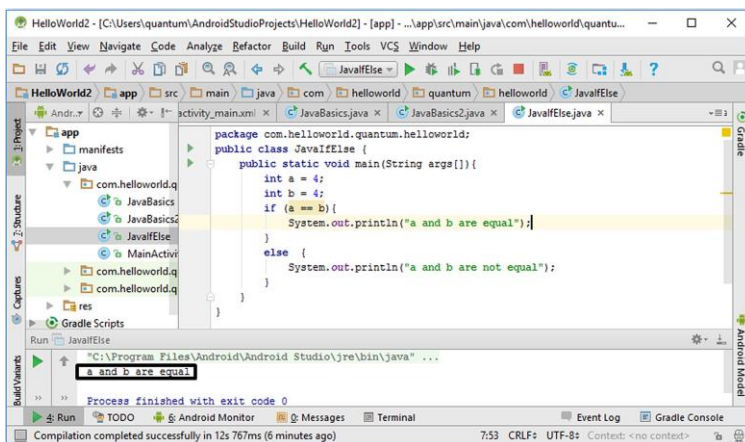 HelloWorld2 - [C:\Users\quantum\AndroidStudioProjects\HelloWorld2] - [app] - ...\app\src\main\java\com\helloworld\quantu...
File Edit View Navigate Code Analyze Refactor Build Run Tools VCS Window Help
JavaIfElse
HelloWorld2 app src main java com helloworld quantum helloworld JavaIfElse
Andr... activity_main.xml JavaBasics.java JavaBasics2.java JavaIfElse.java
1: Project
Z: Structure
Captures
Build Variants
app
manifests
java
com.helloworld.q
JavaBasics
JavaBasics2
JavaIfElse
MainActivi
com.helloworld.q
com.helloworld.q
res
Gradle Scripts
package com.helloworld.quantum.helloworld;
public class JavaIfElse {
public static void main(String args[]){
int a = 4;
int b = 4;
if (a == b){
System.out.println("a and b are equal");
}
else {
System.out.println("a and b are not equal");
}
}
}
Gradle
Android Model
Run JavaIfElse
"C:\Program Files\Android\Android Studio\jre\bin\java" ...
a and b are equal
Process finished with exit code 0
4: Run TODO 6: Android Monitor 0: Messages Terminal Event Log Gradle Console
Compilation completed successfully in 12s 767ms (6 minutes ago) 7:53 CRLF UTF-8 Context: <no context>